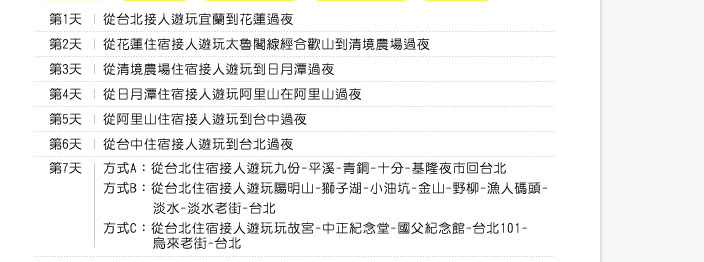 第1天 從台北接人遊玩宜蘭到花蓮過夜
第2天 從花蓮住宿接人遊玩太魯閣線經合歡山到清境農場過夜
第3天 從清境農場住宿接人遊玩到日月潭過夜
第4天 從日月潭住宿接人遊玩阿里山在阿里山過夜
第5天 從阿里山住宿接人遊玩到台中過夜
第6天 從台中住宿接人遊玩到台北過夜
第7天 方式A：從台北住宿接人遊玩九份-平溪-青銅-十分-基隆夜市回台北
方式B：從台北住宿接人遊玩陽明山-獅子湖-小油坑-金山-野柳-漁人碼頭-
淡水-淡水老街-台北
方式C：從台北住宿接人遊玩玩故宮-中正紀念堂-國父紀念館-台北101-
烏來老街-台北